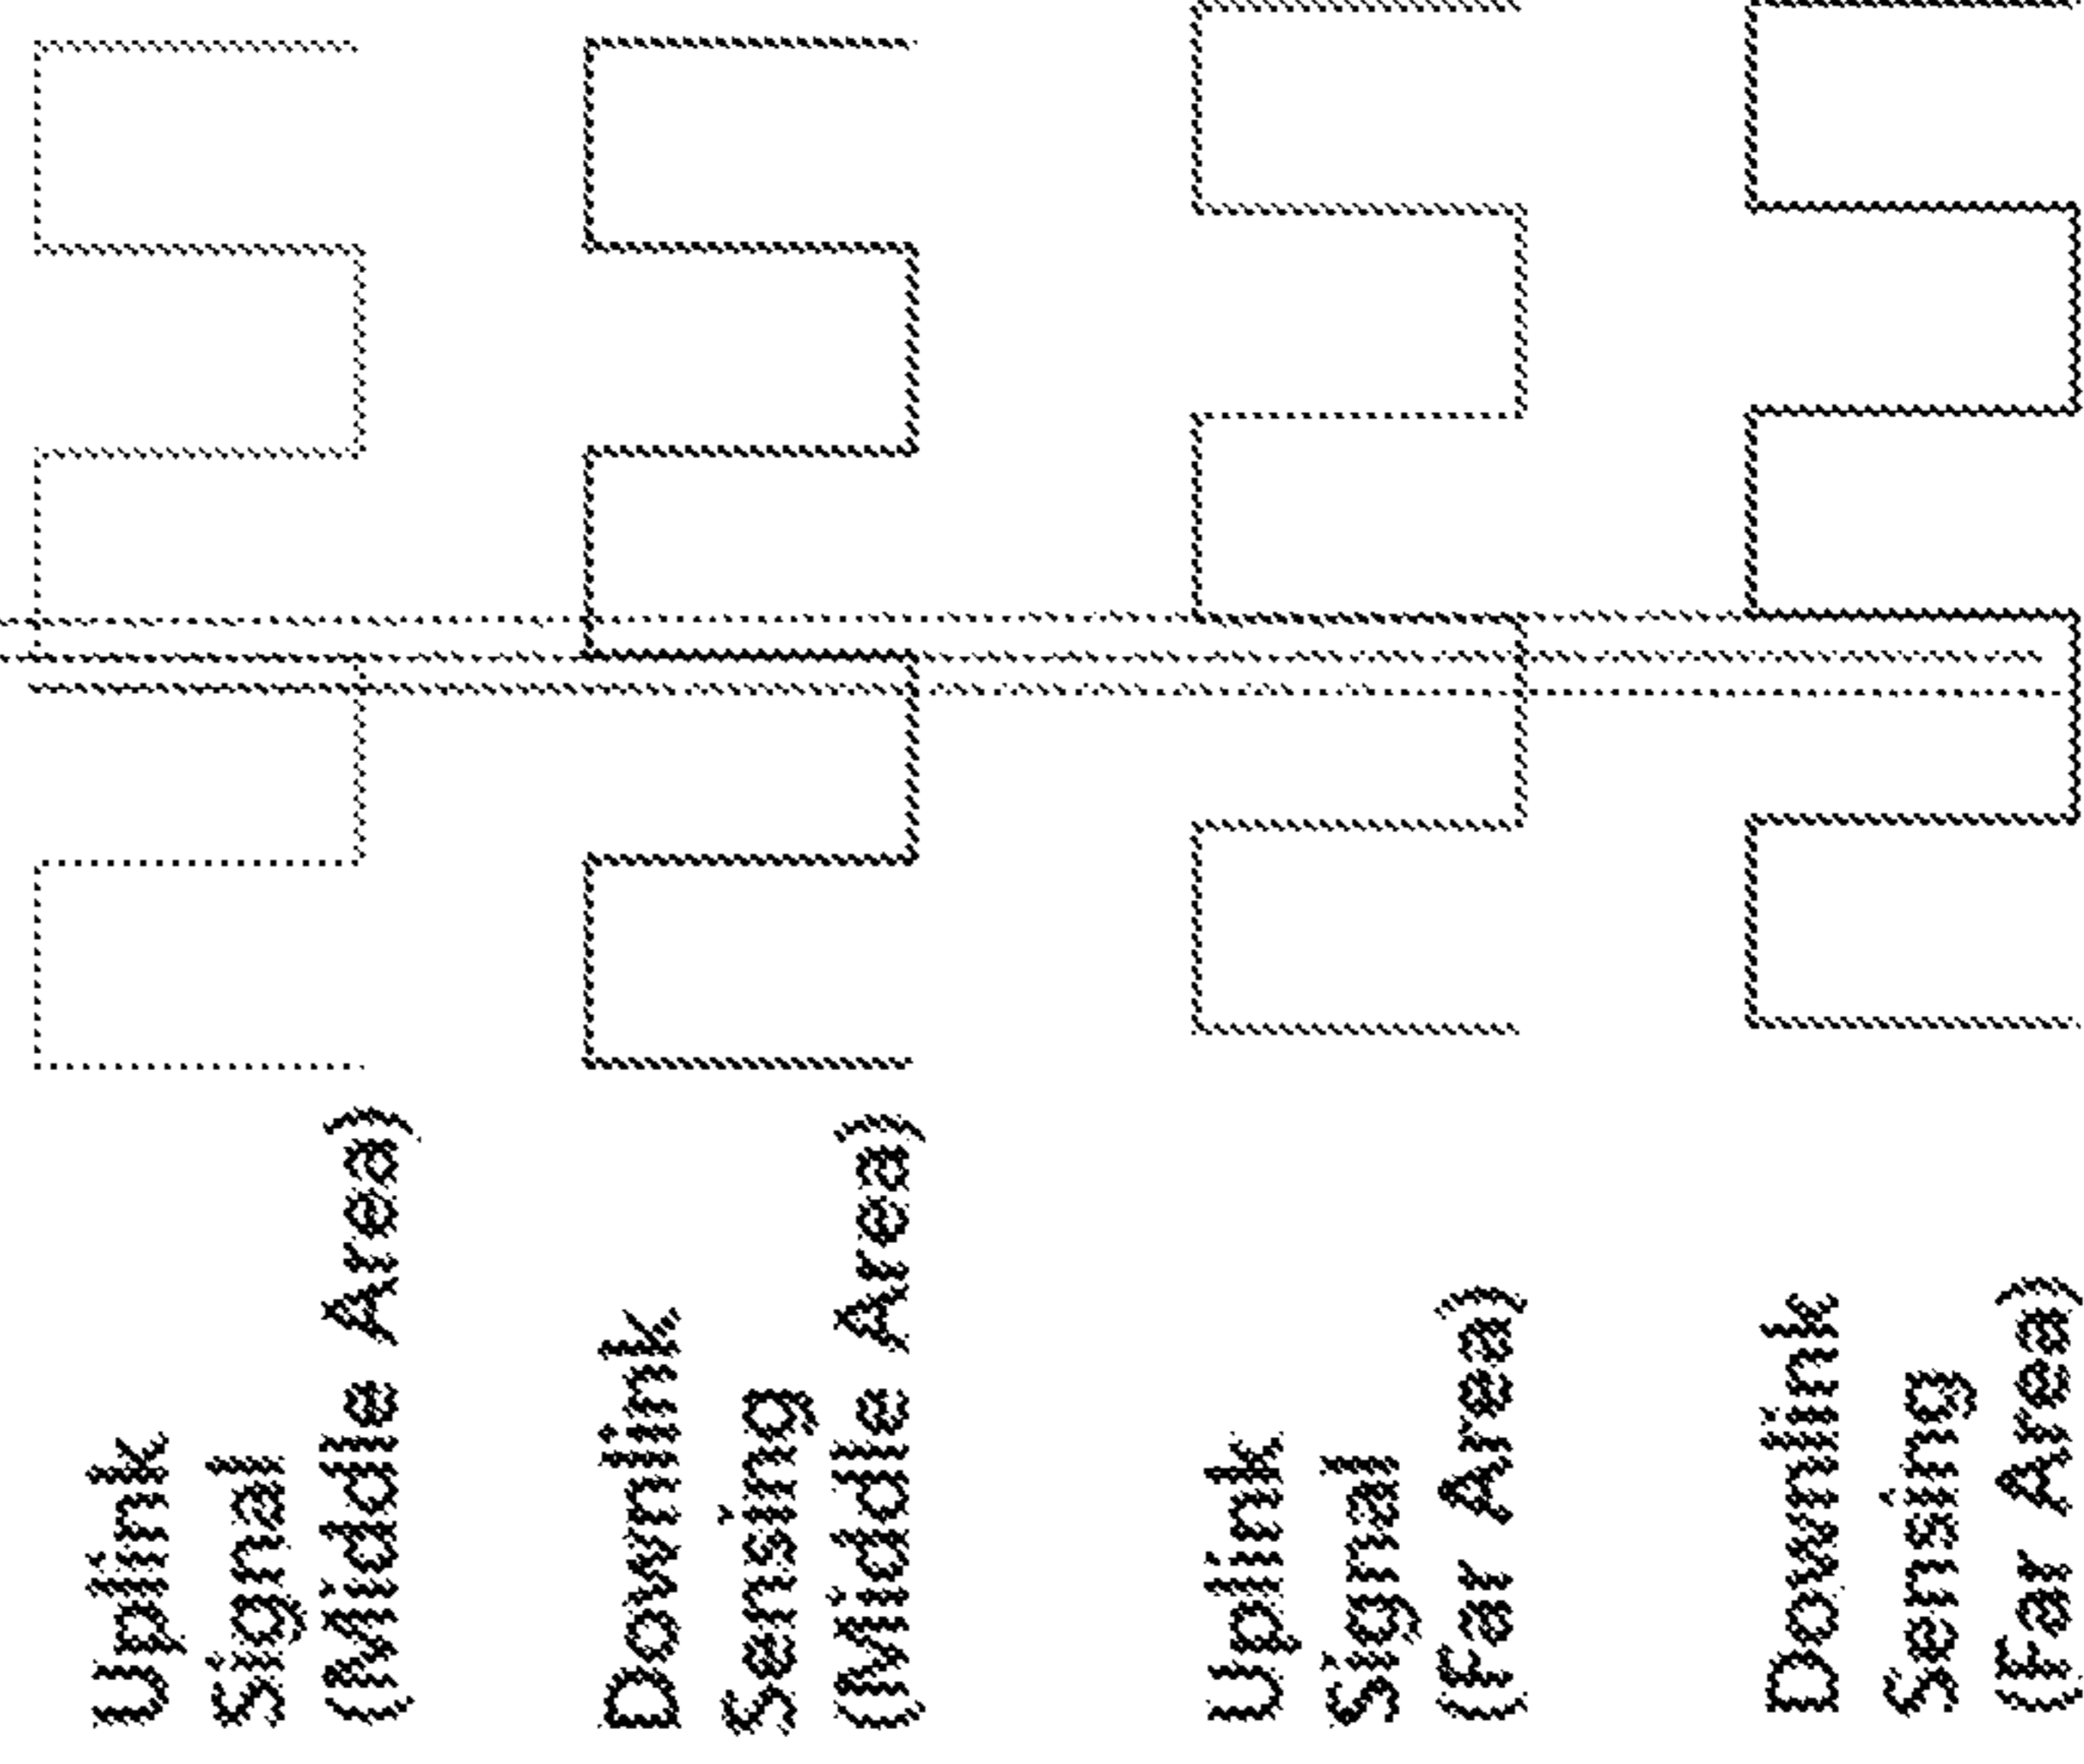 Uplink
Signal
(Middle Area)
Downlink
Sensing
(Middle Area)
Uplink
Signal
(Far Area)
Downlink
Sensing
(Far Area)